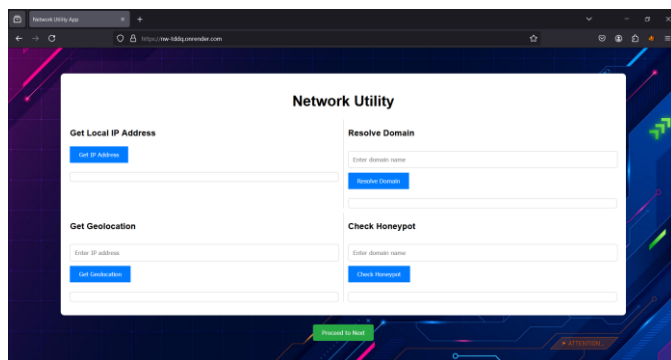 Network Utility App
https://nw-tddq.onrender.com
Network Utility
Get Local IP Address
Get IP Address
Resolve Domain
Enter domain name
Resolve Domain
Get Geolocation
Enter IP address
Get Geolocation
Check Honeypot
Enter domain name
Check Honeypot
Proceed to Next
ATTENTION...